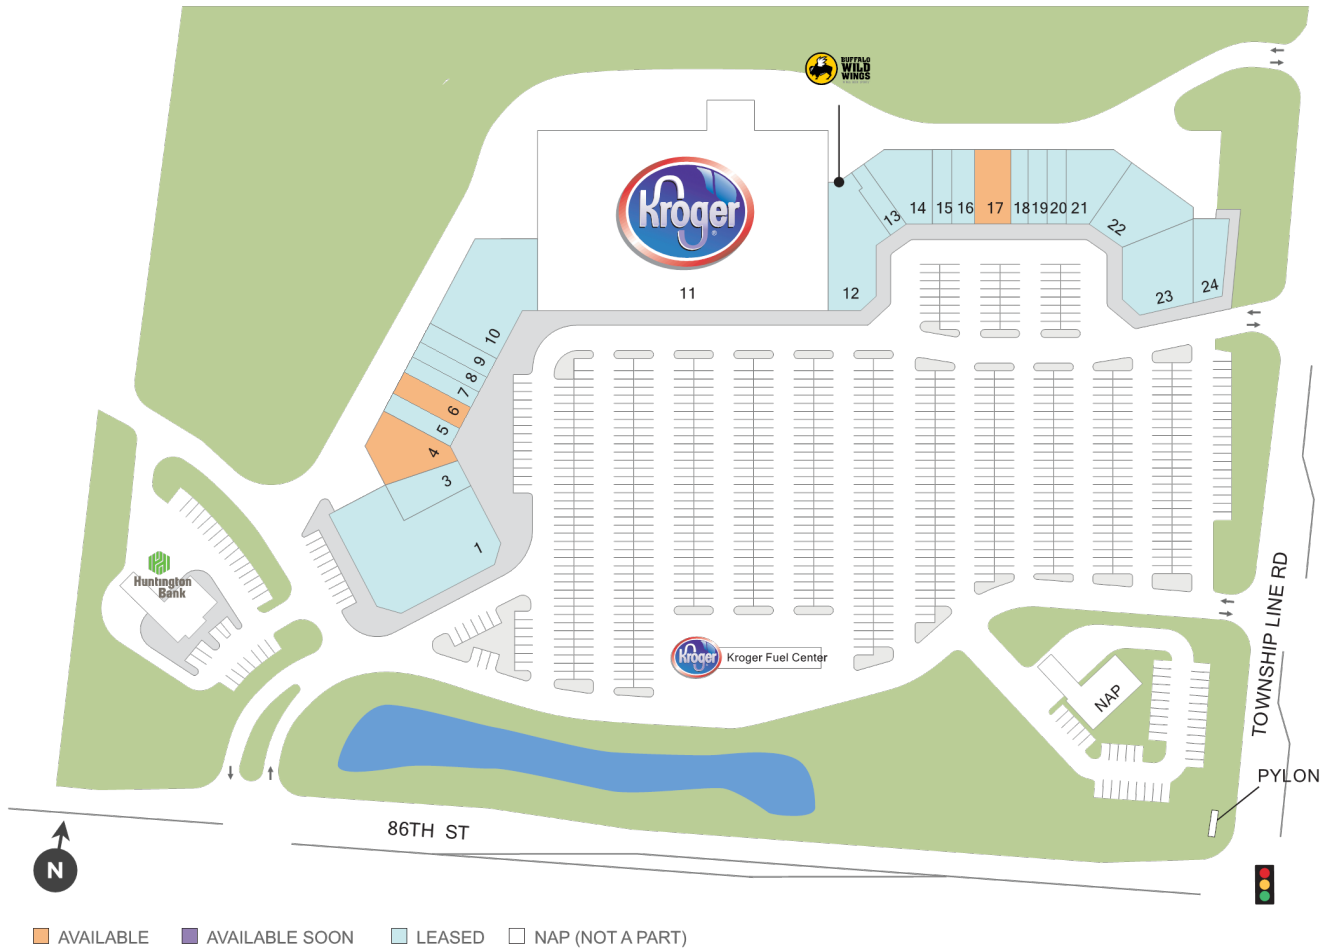 BUFFALO
WILD
WINGS
Kroger
11
12
13
14
15
16
17
18
19
20
21
22
23
24
10
9
8
7
6
5
4
3
1
Huntington
Bank
Kroger
Kroger Fuel Center
NAP
TOWNSHIP LINE RD
PYLON
86TH ST
N
AVAILABLE
AVAILABLE SOON
LEASED
NAP (NOT A PART)